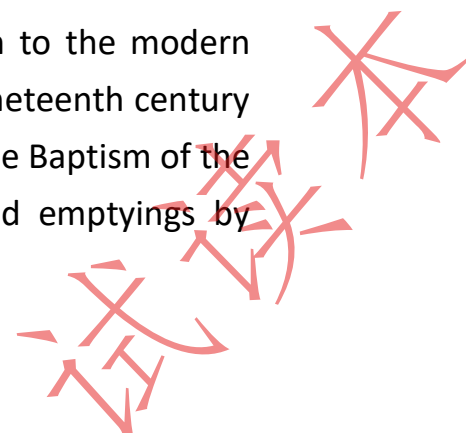 to the modern
neteenth century
e Baptism of the
d emptyings by
试读本